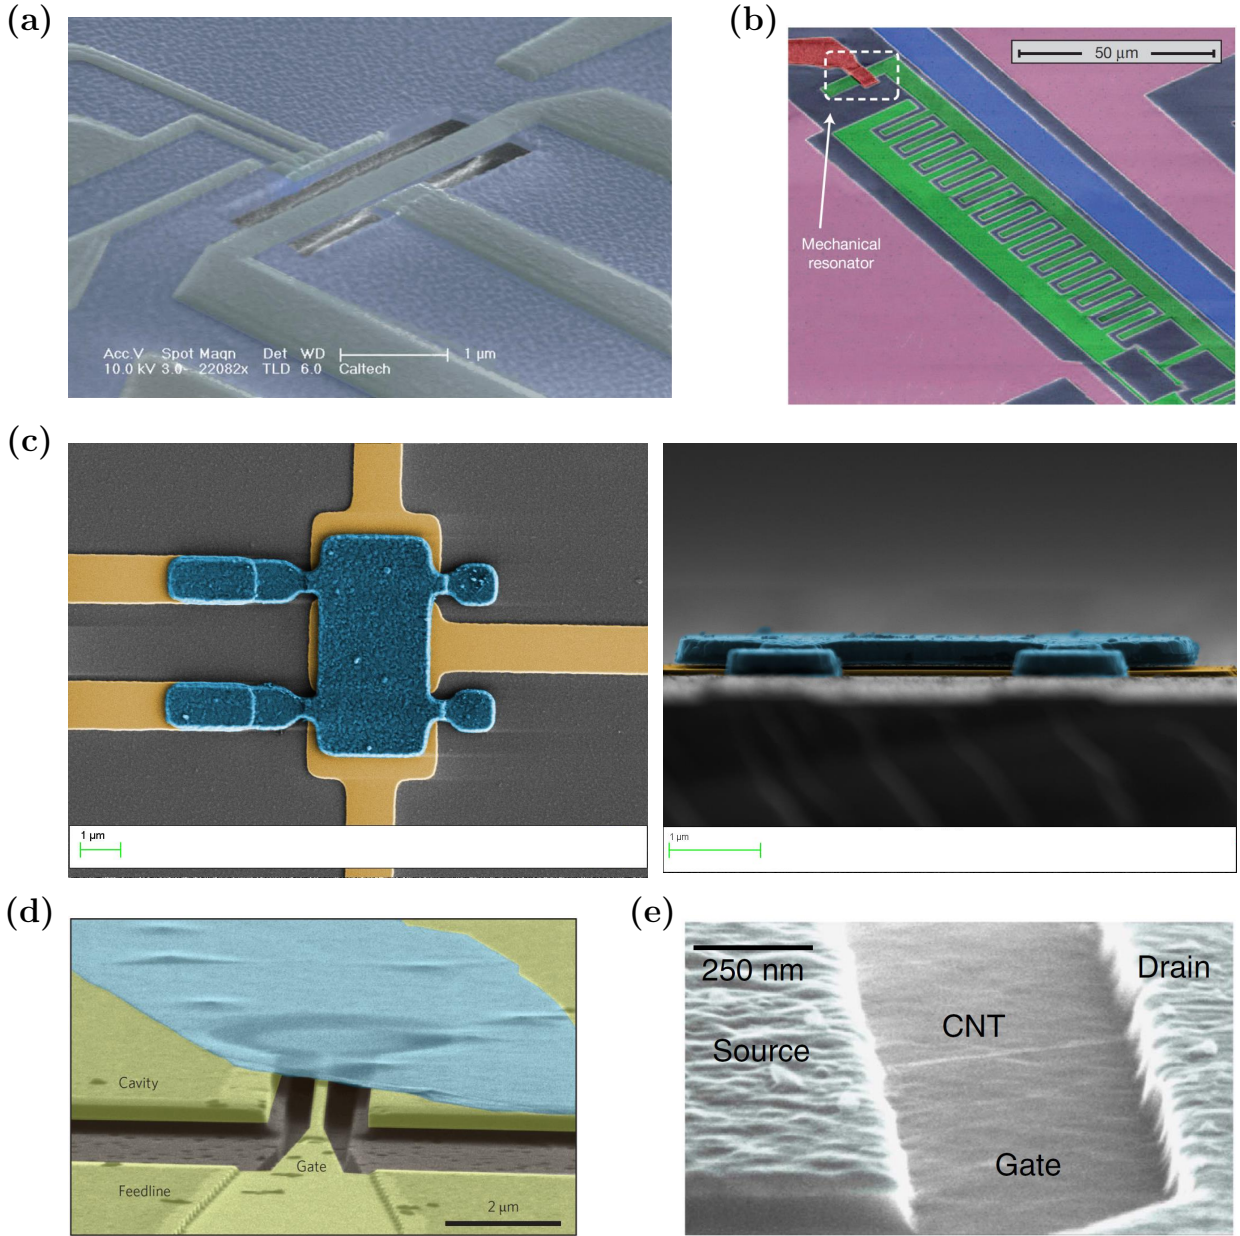 (a)
Acc.V Spot Magn Det WD 1 µm
10.0 kV 3.0 22082x TLD 6.0 Caltech
(b)
50 µm
Mechanical
resonator
(c)
1 µm
1 µm
(d)
Cavity
Gate
Feedline
2 µm
(e)
250 nm
Drain
CNT
Source
Gate